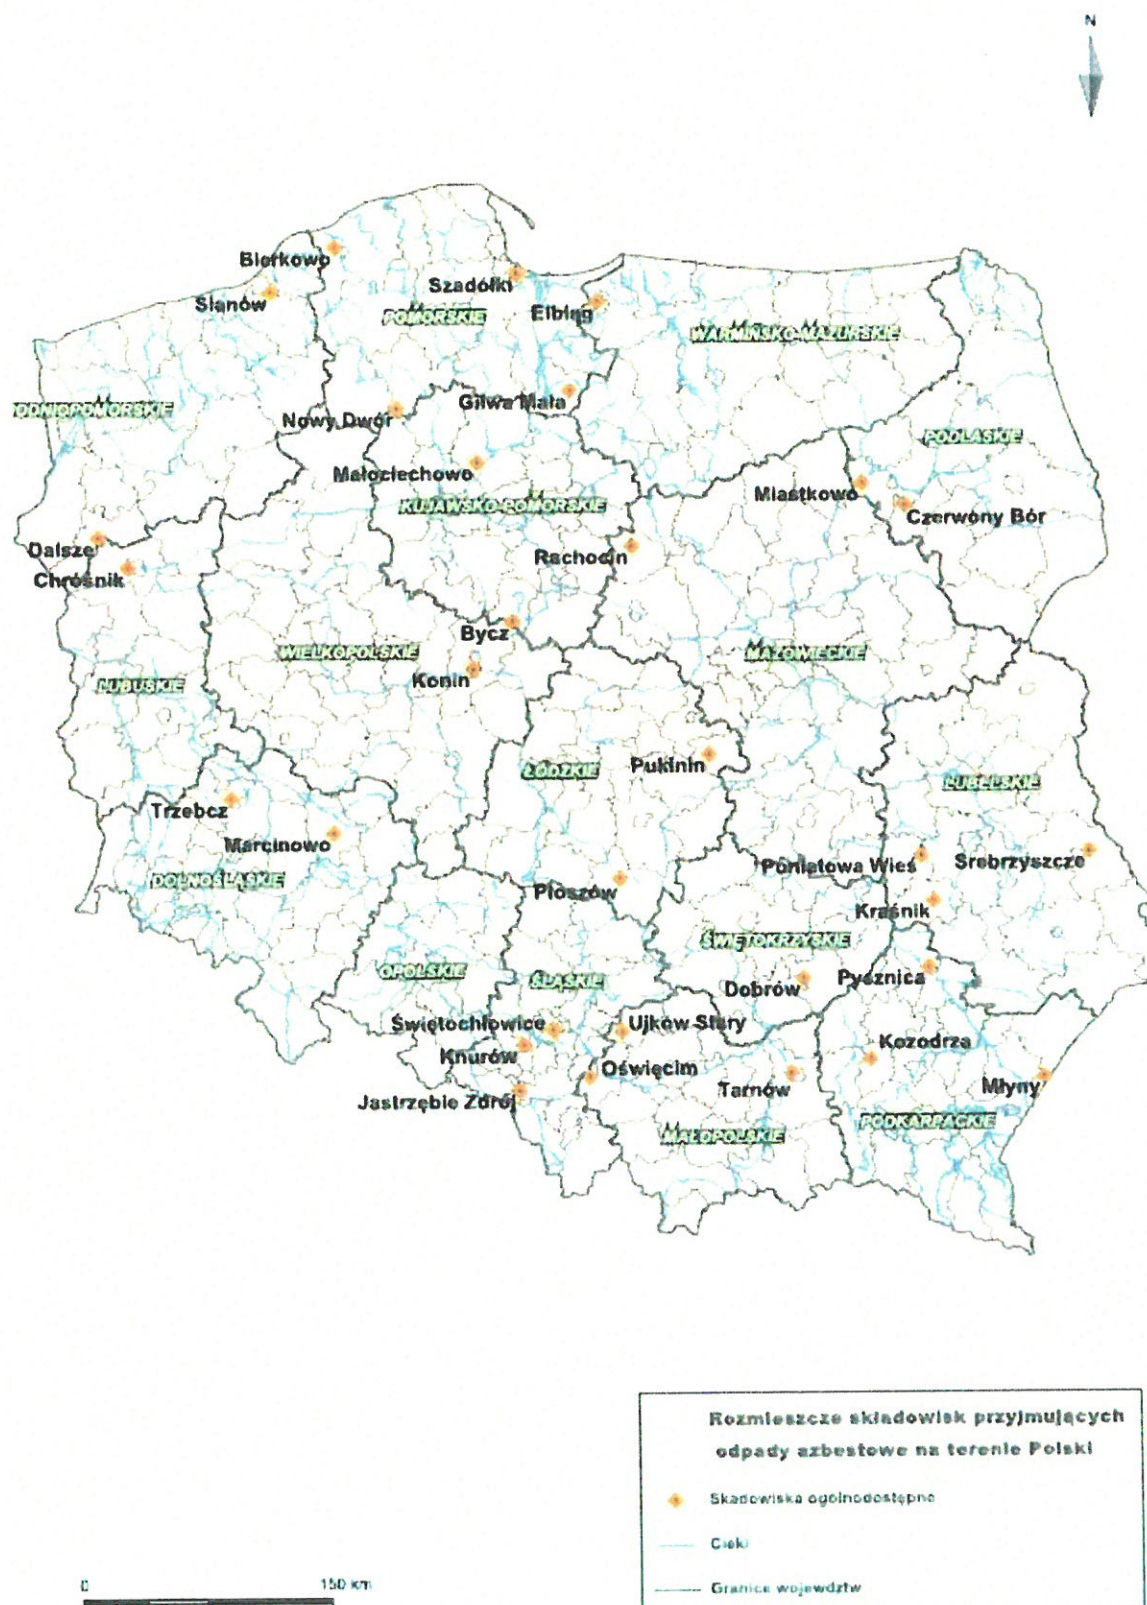 N
Bierkowo
Szadółki
Sianów
Elbląg
POMORSKIE
WARMIŃSKO-MAZURSKIE
Gilwa Mała
ODNIOPOMORSKIE
Nowy Dwór
PODLASKIE
Małociechowo
Miastkowo
KUJAWSKO-POMORSKIE
Czerwony Bór
Dalsze
Rachocin
Chróśnik
Bycz
WIELKOPOLSKIE
MAZOWIECKIE
Konin
LUBUSKIE
Pukinin
ŁÓDZKIE
LUBELSKIE
Trzebcz
Marcinowo
Poniatowa Wieś
Srebrzyszcze
DOLNOŚLĄSKIE
Płoszów
Kraśnik
ŚWIĘTOKRZYSKIE
OPOLSKIE
ŚLĄSKIE
Dobrów
Pysznica
Świętochłowice
Ujków Stary
Knurów
Kozodrza
Oświęcim
Tarnów
Młyny
Jastrzębie Zdrój
MAŁOPOLSKIE
PODKARPACKIE
Rozmieszcze składowisk przyjmujących
odpady azbestowe na terenie Polski
Skadowiska ogólnodostępne
Cieki
Granice wojewdztw
0 150 km